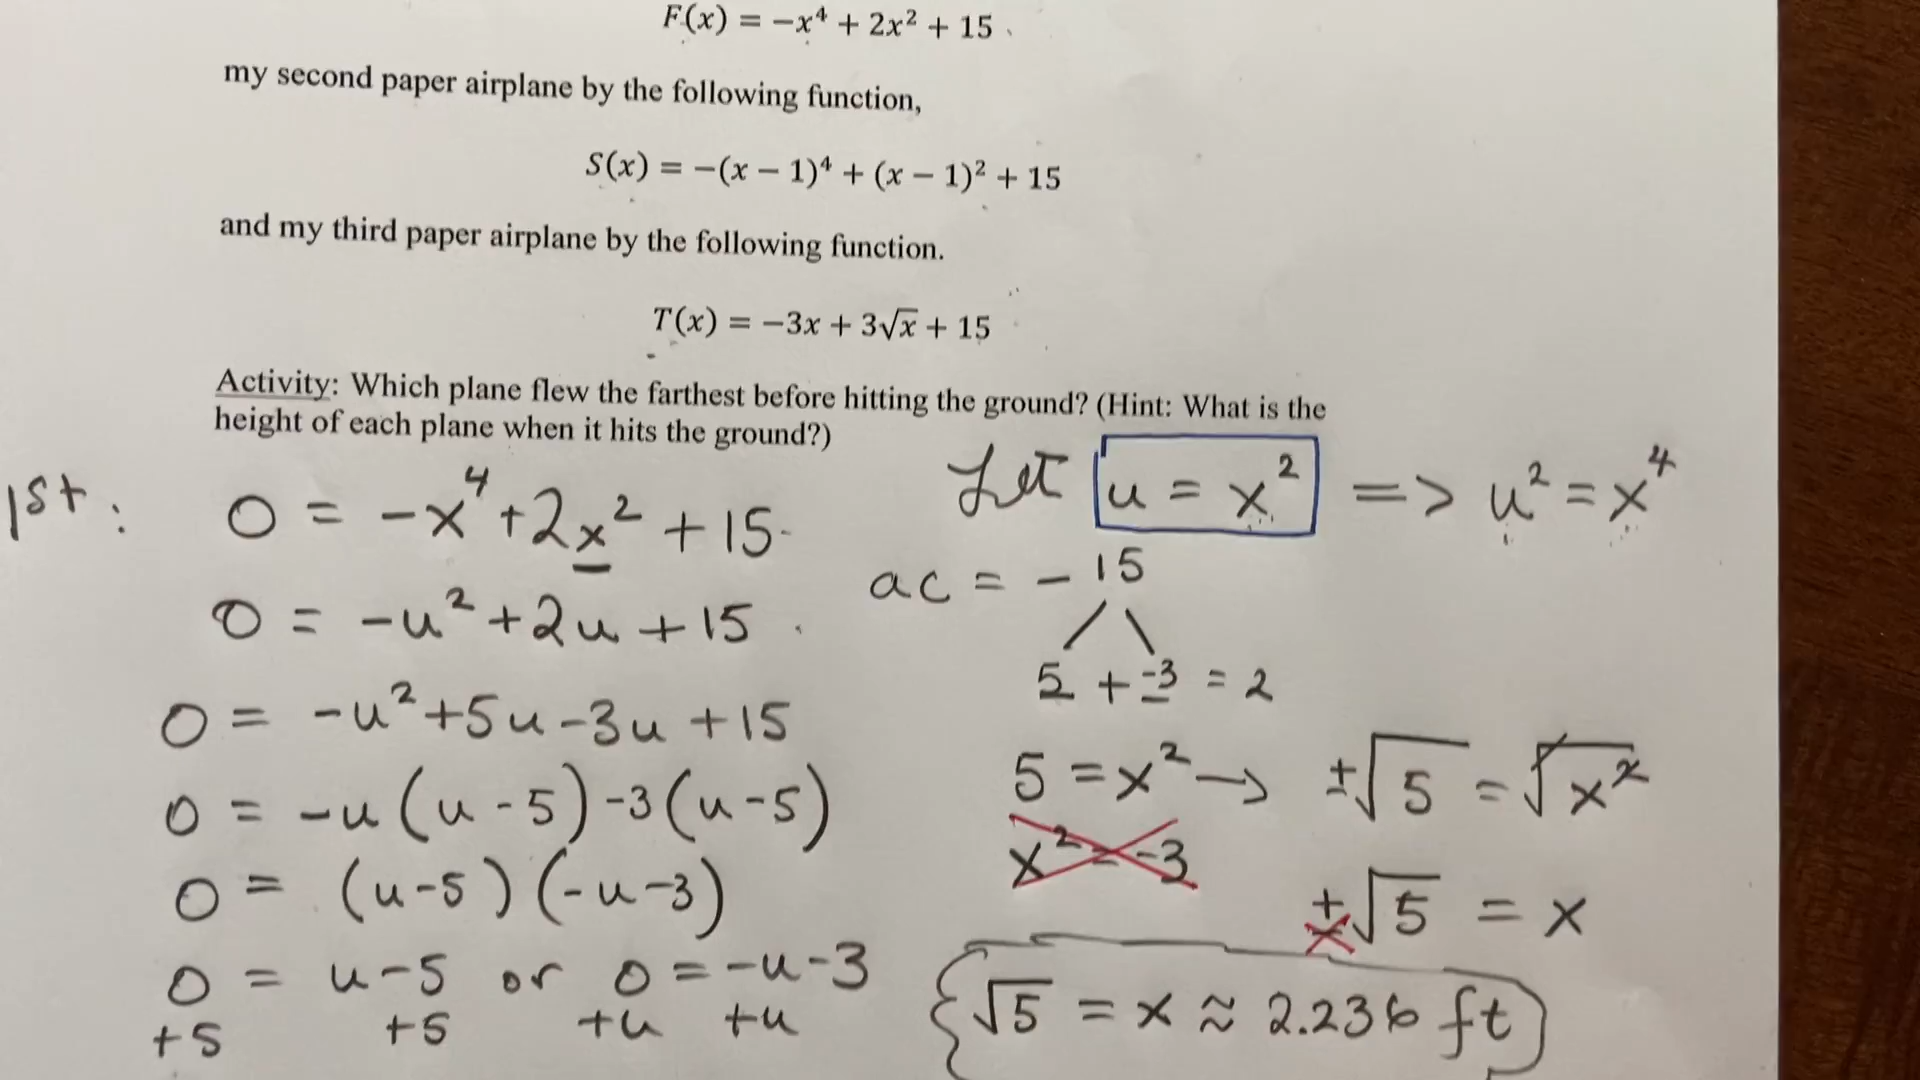 F(x) = −x⁴ + 2x² + 15
my second paper airplane by the following function,
S(x) = −(x − 1)⁴ + (x − 1)² + 15
and my third paper airplane by the following function.
T(x) = −3x + 3√x + 15
Activity: Which plane flew the farthest before hitting the ground? (Hint: What is the
height of each plane when it hits the ground?)
Let u = x² => u² = x⁴
1st: 0 = -x⁴ + 2x² + 15
ac = -15
0 = -u² + 2u + 15
5 + -3 = 2
0 = -u² + 5u - 3u + 15
5 = x² → ±√5 = √x²
0 = -u(u - 5) -3(u - 5)
x² = -3
0 = (u-5)(-u-3)
±√5 = x
0 = u-5 or 0 = -u-3
+5 +5 +u +u
√5 = x ≈ 2.236 ft